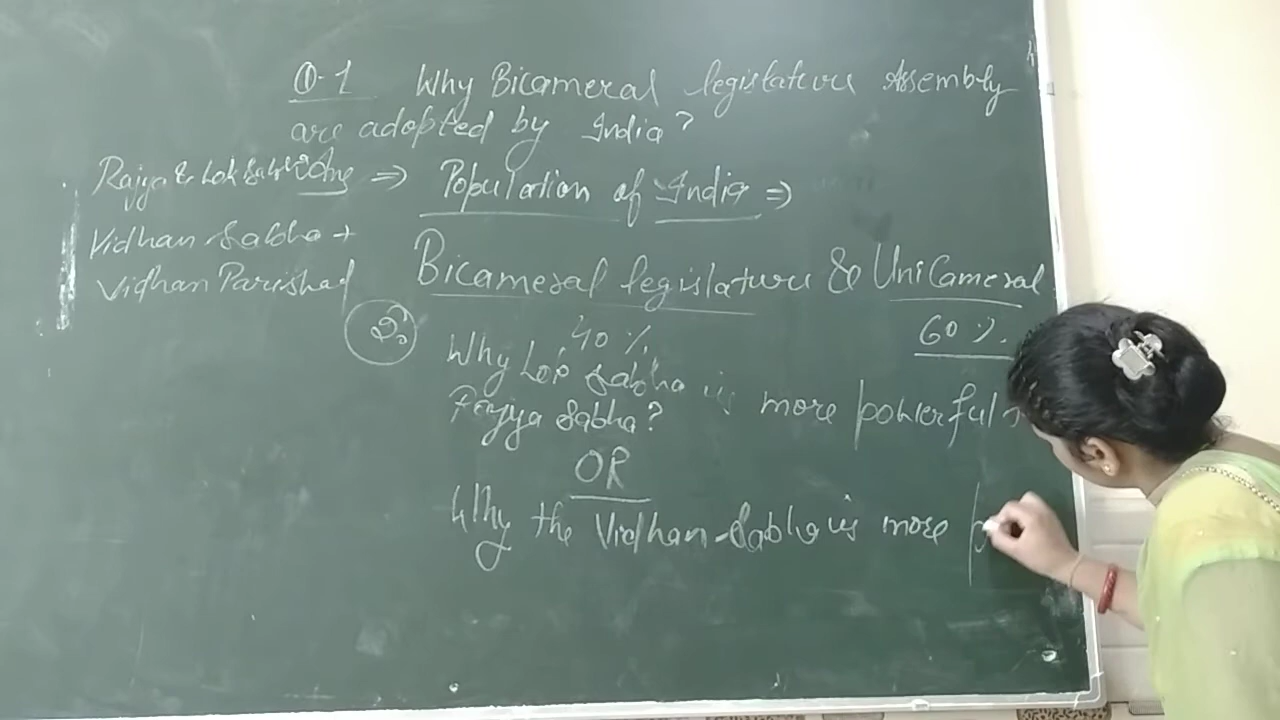 Q.1 Why Bicameral legislature Assembly
are adopted by India?
Rajya & Lok Sabha ⇒ Population of India ⇒
Vidhan Sabha +
Vidhan Parishad
Bicameral legislature & UniCameral
40 % 60 %.
2. Why Lok Sabha is more powerful
Rajya Sabha?
OR
Why the Vidhan-Sabha is more p